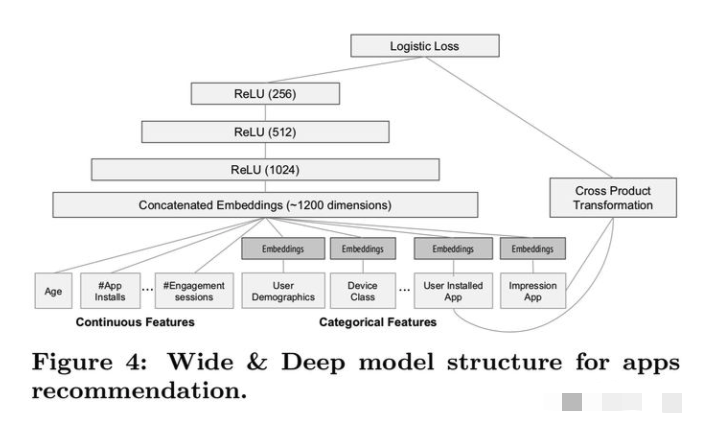 Logistic Loss
ReLU (256)
ReLU (512)
ReLU (1024)
Concatenated Embeddings (~1200 dimensions)
Cross Product
Transformation
Embeddings
Embeddings
Embeddings
Embeddings
Age
#App
Installs
...
#Engagement
sessions
User
Demographics
Device
Class
...
User Installed
App
Impression
App
Continuous Features
Categorical Features
Figure 4: Wide & Deep model structure for apps
recommendation.